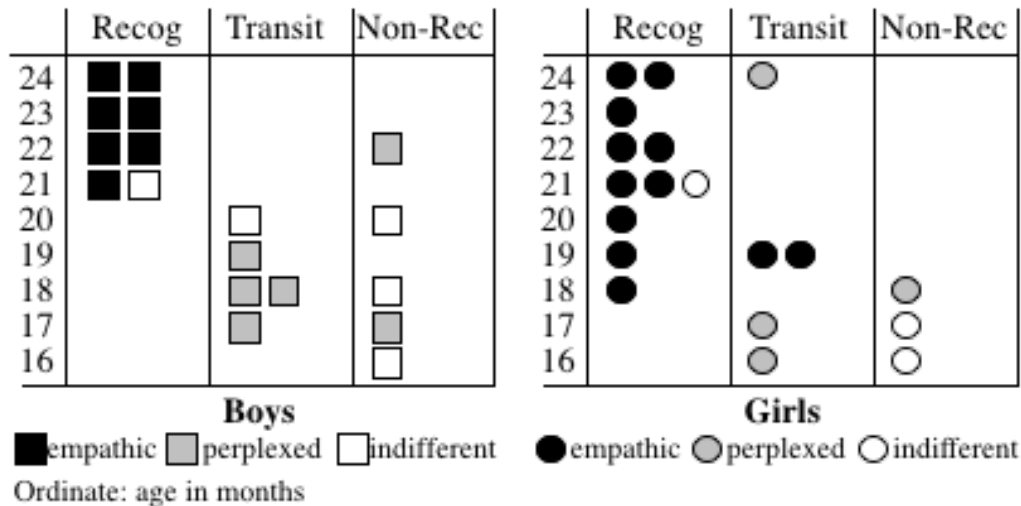 Recog Transit Non-Rec
24
23
22
21
20
19
18
17
16
Boys
empathic perplexed indifferent
Ordinate: age in months
Recog Transit Non-Rec
24
23
22
21
20
19
18
17
16
Girls
empathic perplexed indifferent